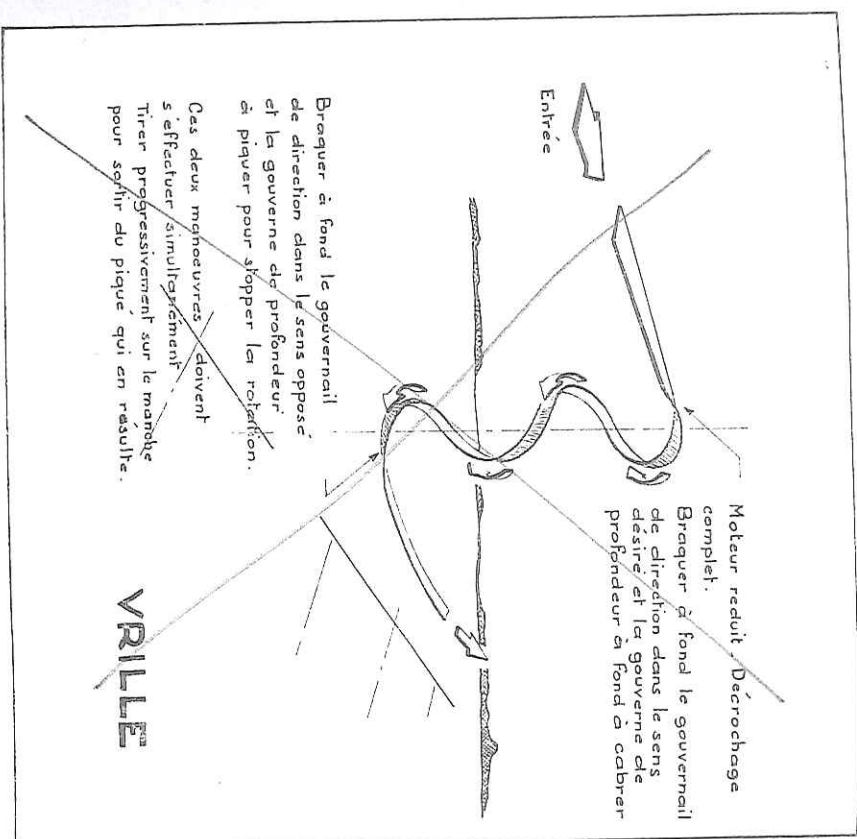 Entrée
Moteur reduit _ Décrochage
complet.
Braquer à fond le gouvernail
de direction dans le sens
désiré et la gouverne de
profondeur à fond à cabrer
Braquer à fond le gouvernail
de direction dans le sens opposé
et la gouverne de profondeur
à piquer pour stopper la rotation.
Ces deux manoeuvres doivent
s'effectuer simultanément
Tirer progressivement sur le manche
pour sortir du piqué qui en résulte.
VRILLE